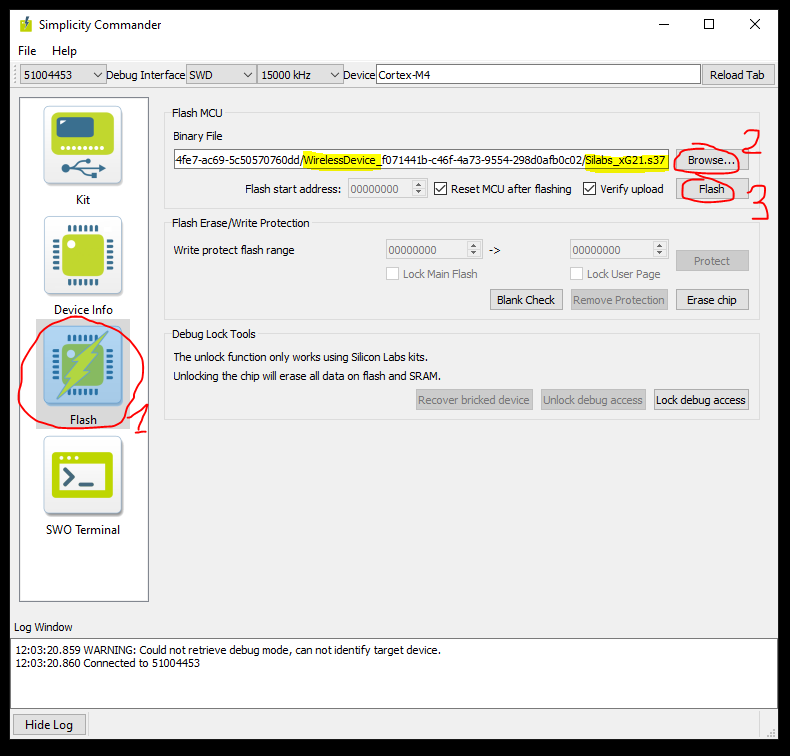 Simplicity Commander
File Help
51004453 Debug Interface SWD 15000 kHz Device Cortex-M4 Reload Tab
Kit
Device Info
Flash
1
SWO Terminal
Flash MCU
Binary File
4fe7-ac69-5c50570760dd/WirelessDevice_f071441b-c46f-4a73-9554-298d0afb0c02/Silabs_xG21.s37 Browse... 2
Flash start address: 00000000 Reset MCU after flashing Verify upload Flash 3
Flash Erase/Write Protection
Write protect flash range 00000000 -> 00000000 Protect
Lock Main Flash Lock User Page
Blank Check Remove Protection Erase chip
Debug Lock Tools
The unlock function only works using Silicon Labs kits.
Unlocking the chip will erase all data on flash and SRAM.
Recover bricked device Unlock debug access Lock debug access
Log Window
12:03:20.859 WARNING: Could not retrieve debug mode, can not identify target device.
12:03:20.860 Connected to 51004453
Hide Log